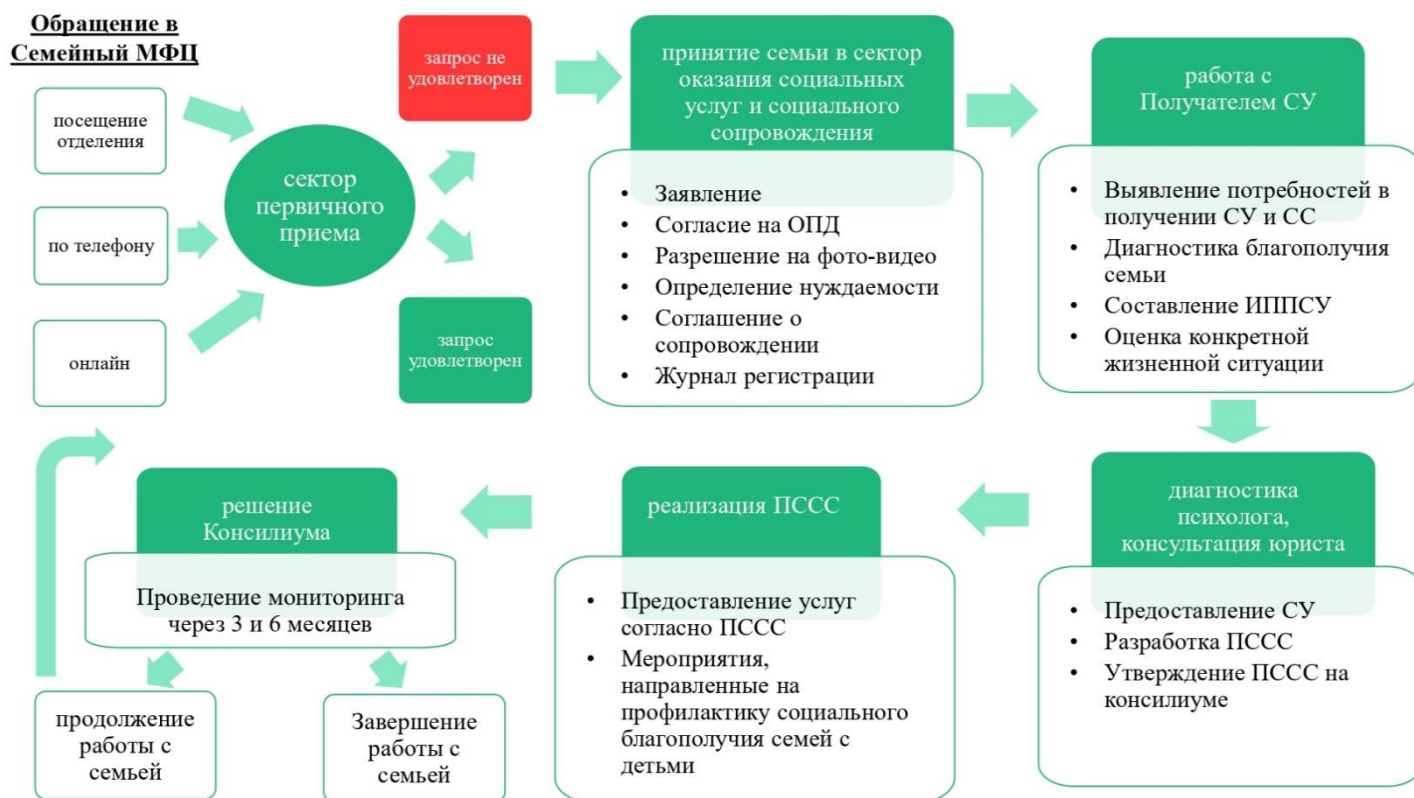 Обращение в
Семейный МФЦ
посещение
отделения
по телефону
онлайн
сектор
первичного
приема
запрос не
удовлетворен
запрос
удовлетворен
принятие семьи в сектор
оказания социальных
услуг и социального
сопровождения
• Заявление
• Согласие на ОПД
• Разрешение на фото-видео
• Определение нуждаемости
• Соглашение о
сопровождении
• Журнал регистрации
работа с
Получателем СУ
• Выявление потребностей в
получении СУ и СС
• Диагностика благополучия
семьи
• Составление ИППСУ
• Оценка конкретной
жизненной ситуации
диагностика
психолога,
консультация юриста
• Предоставление СУ
• Разработка ПССС
• Утверждение ПССС на
консилиуме
реализация ПССС
• Предоставление услуг
согласно ПССС
• Мероприятия,
направленные на
профилактику социального
благополучия семей с
детьми
решение
Консилиума
Проведение мониторинга
через 3 и 6 месяцев
продолжение
работы с
семьей
Завершение
работы с
семьей